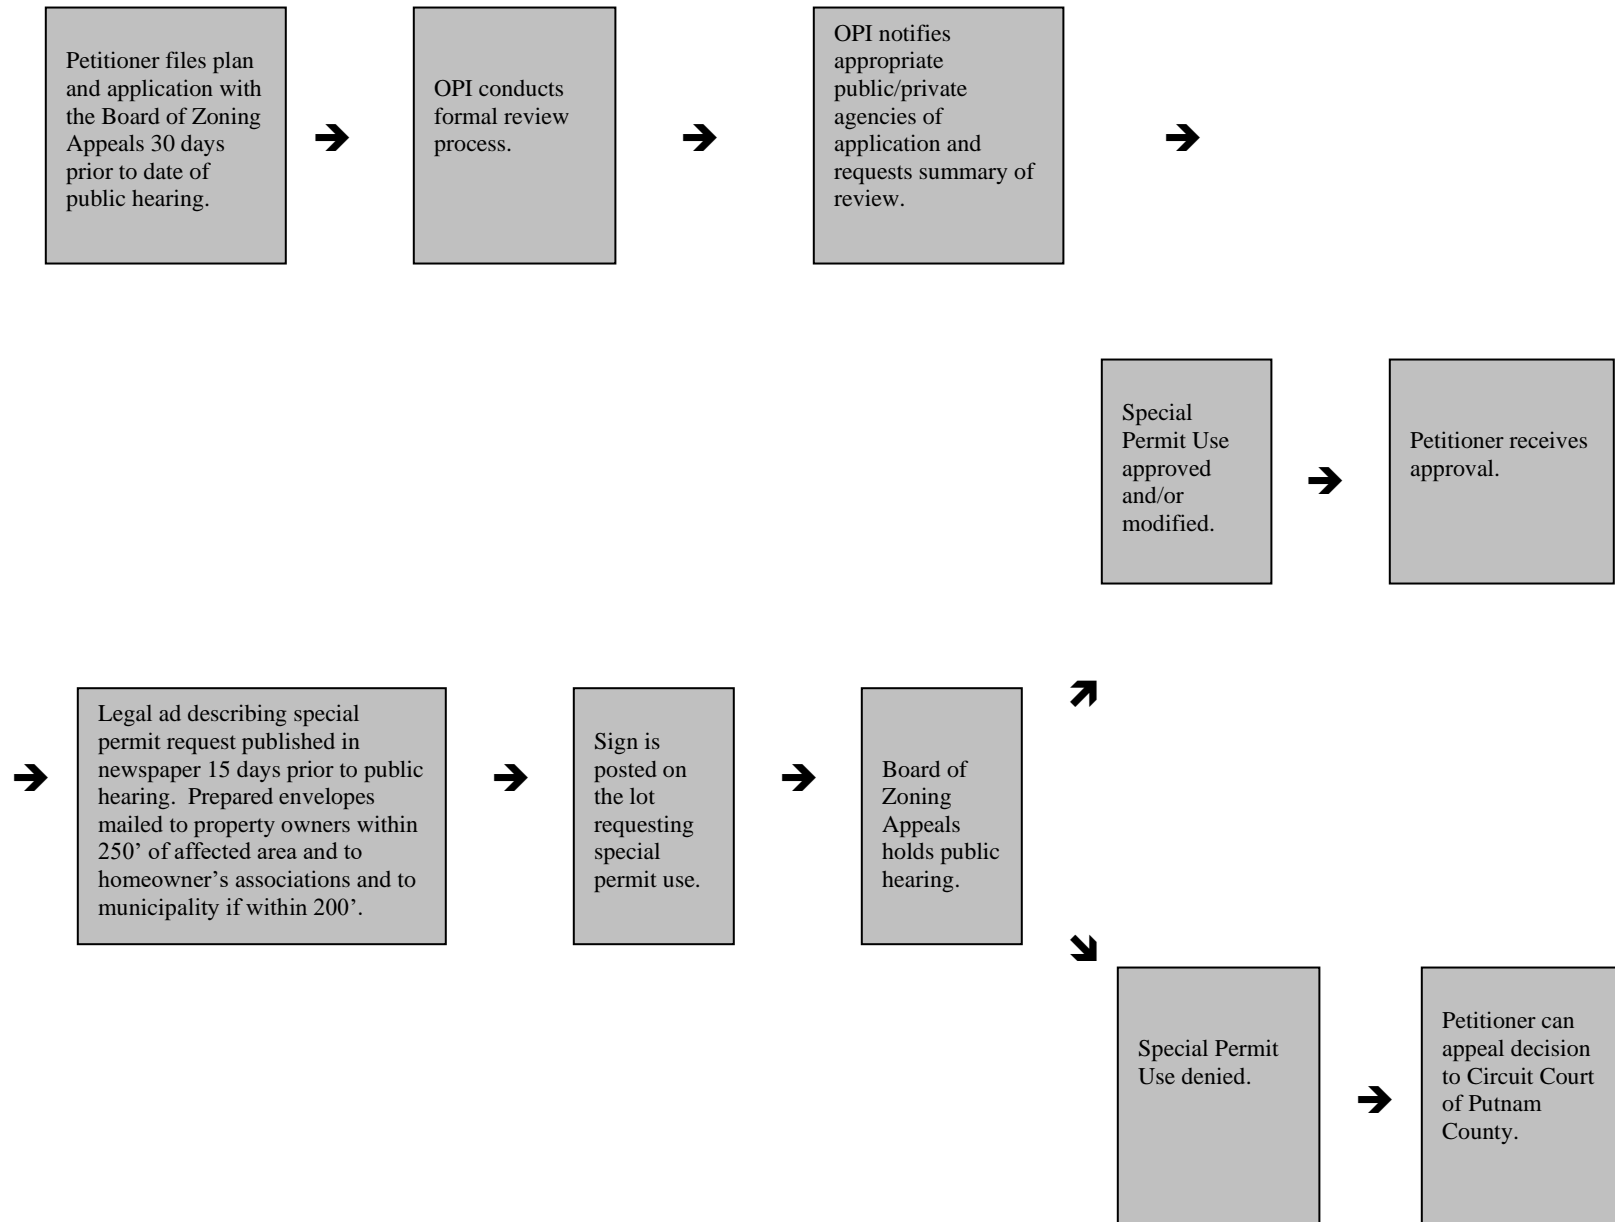 Petitioner files plan
and application with
the Board of Zoning
Appeals 30 days
prior to date of
public hearing.
OPI conducts
formal review
process.
OPI notifies
appropriate
public/private
agencies of
application and
requests summary of
review.
Special
Permit Use
approved
and/or
modified.
Petitioner receives
approval.
Legal ad describing special
permit request published in
newspaper 15 days prior to public
hearing.  Prepared envelopes
mailed to property owners within
250’ of affected area and to
homeowner’s associations and to
municipality if within 200’.
Sign is
posted on
the lot
requesting
special
permit use.
Board of
Zoning
Appeals
holds public
hearing.
Special Permit
Use denied.
Petitioner can
appeal decision
to Circuit Court
of Putnam
County.